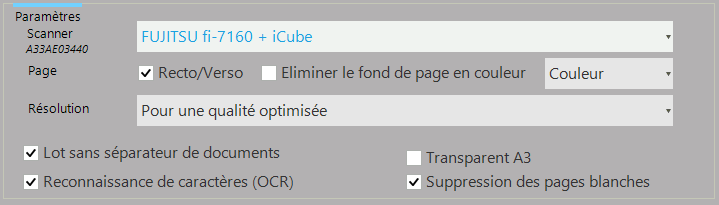 Paramètres
Scanner
FUJITSU fi-7160 + iCube
A33AE03440
Page
Recto/Verso
Eliminer le fond de page en couleur
Couleur
Résolution
Pour une qualité optimisée
Lot sans séparateur de documents
Transparent A3
Reconnaissance de caractères (OCR)
Suppression des pages blanches